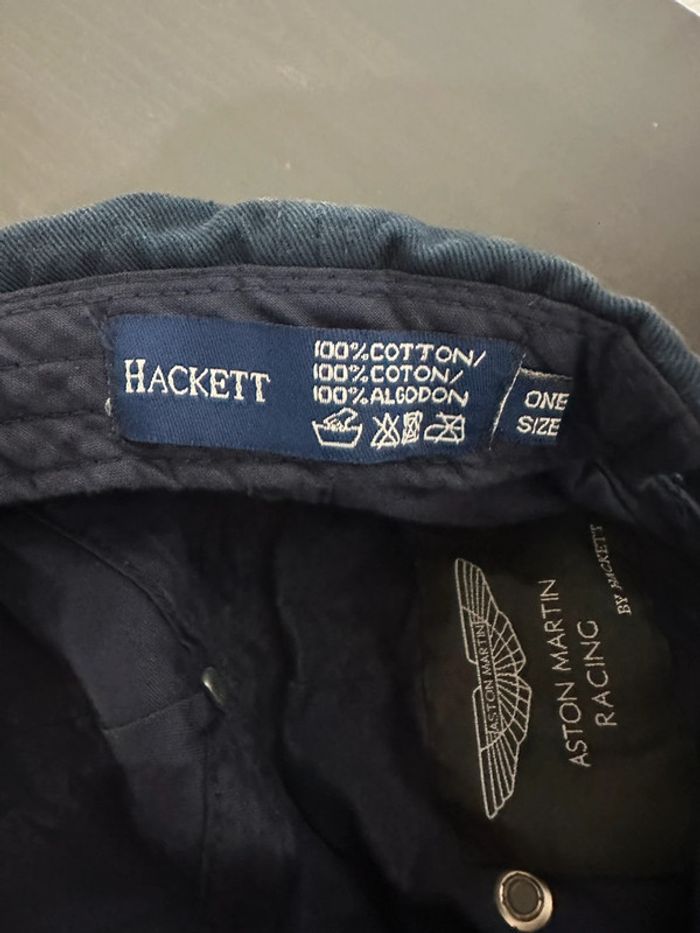 HACKETT
100%COTTON/
100%COTON/
100%ALGODON
ONE
SIZE
ASTON MARTIN
ASTON MARTIN
RACING
BY HACKETT